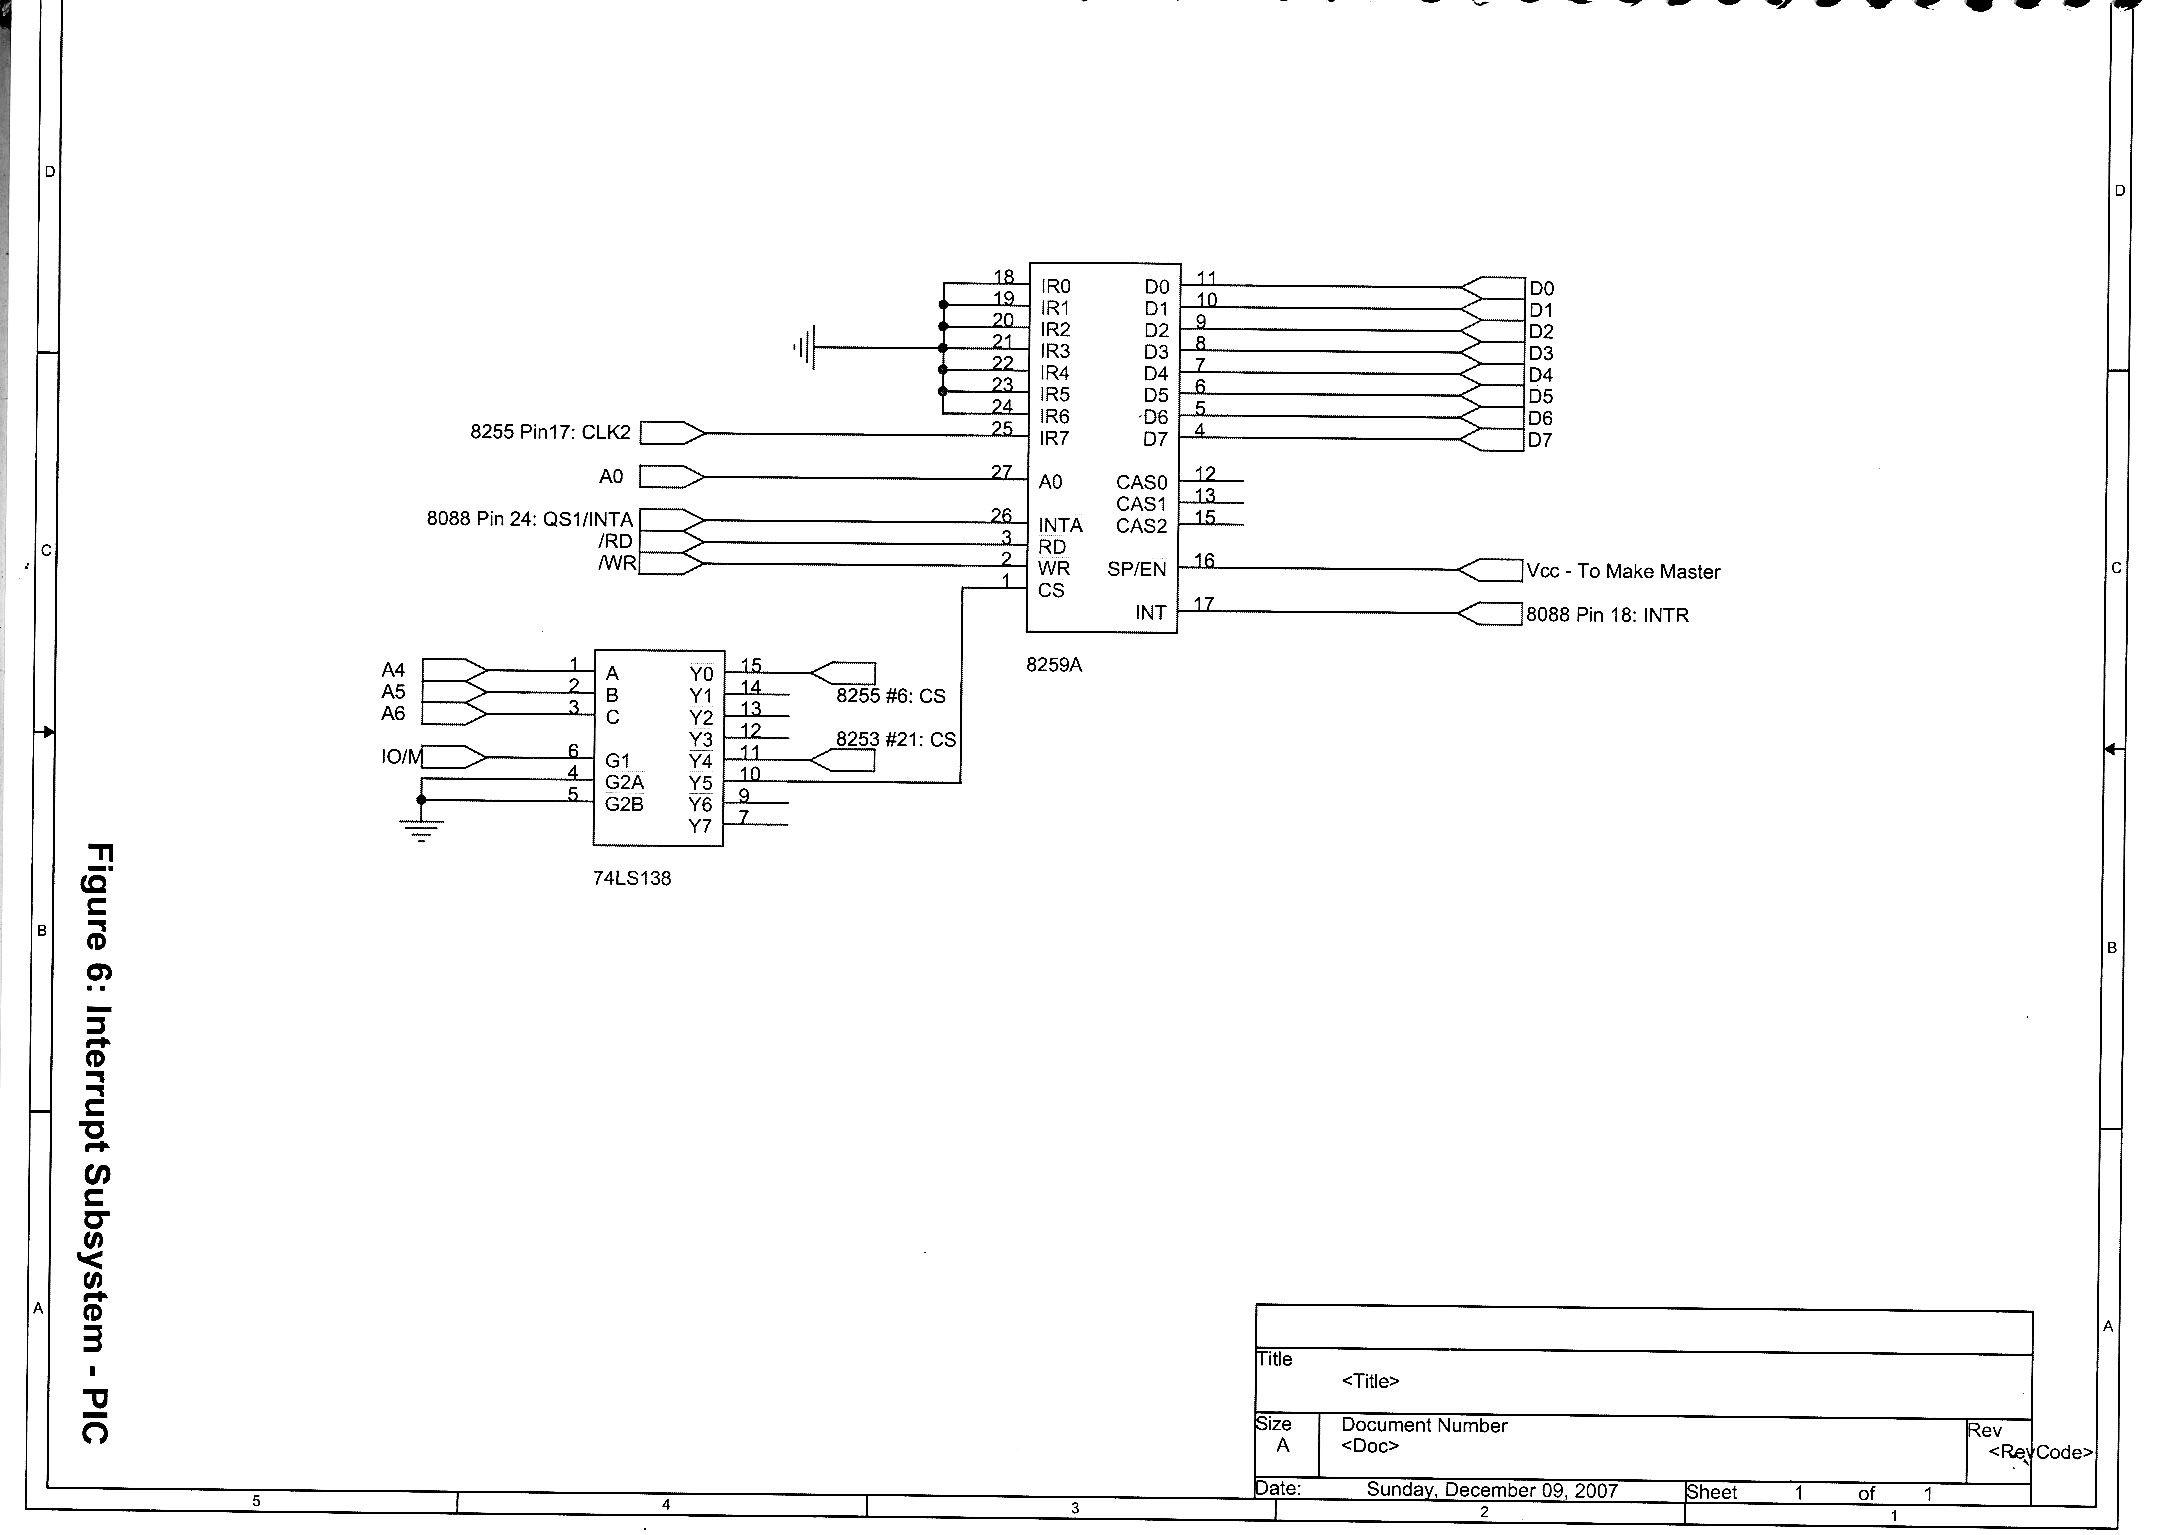 D
D
18 IR0 D0 11 D0
19 IR1 D1 10 D1
20 IR2 D2 9 D2
21 IR3 D3 8 D3
22 IR4 D4 7 D4
23 IR5 D5 6 D5
24 IR6 D6 5 D6
8255 Pin17: CLK2 25 IR7 D7 4 D7
A0 27 A0 CAS0 12
CAS1 13
8088 Pin 24: QS1/INTA 26 INTA CAS2 15
/RD 3 RD
/WR 2 WR SP/EN 16 Vcc - To Make Master
1 CS
INT 17 8088 Pin 18: INTR
8259A
C
C
A4 1 A Y0 15
A5 2 B Y1 14 8255 #6: CS
A6 3 C Y2 13
Y3 12 8253 #21: CS
IO/M 6 G1 Y4 11
4 G2A Y5 10
5 G2B Y6 9
Y7 7
74LS138
B
B
Figure 6: Interrupt Subsystem - PIC
A
A
Title
<Title>
Size Document Number Rev
A <Doc> <RevCode>
Date: Sunday, December 09, 2007 Sheet 1 of 1
5 4 3 2 1